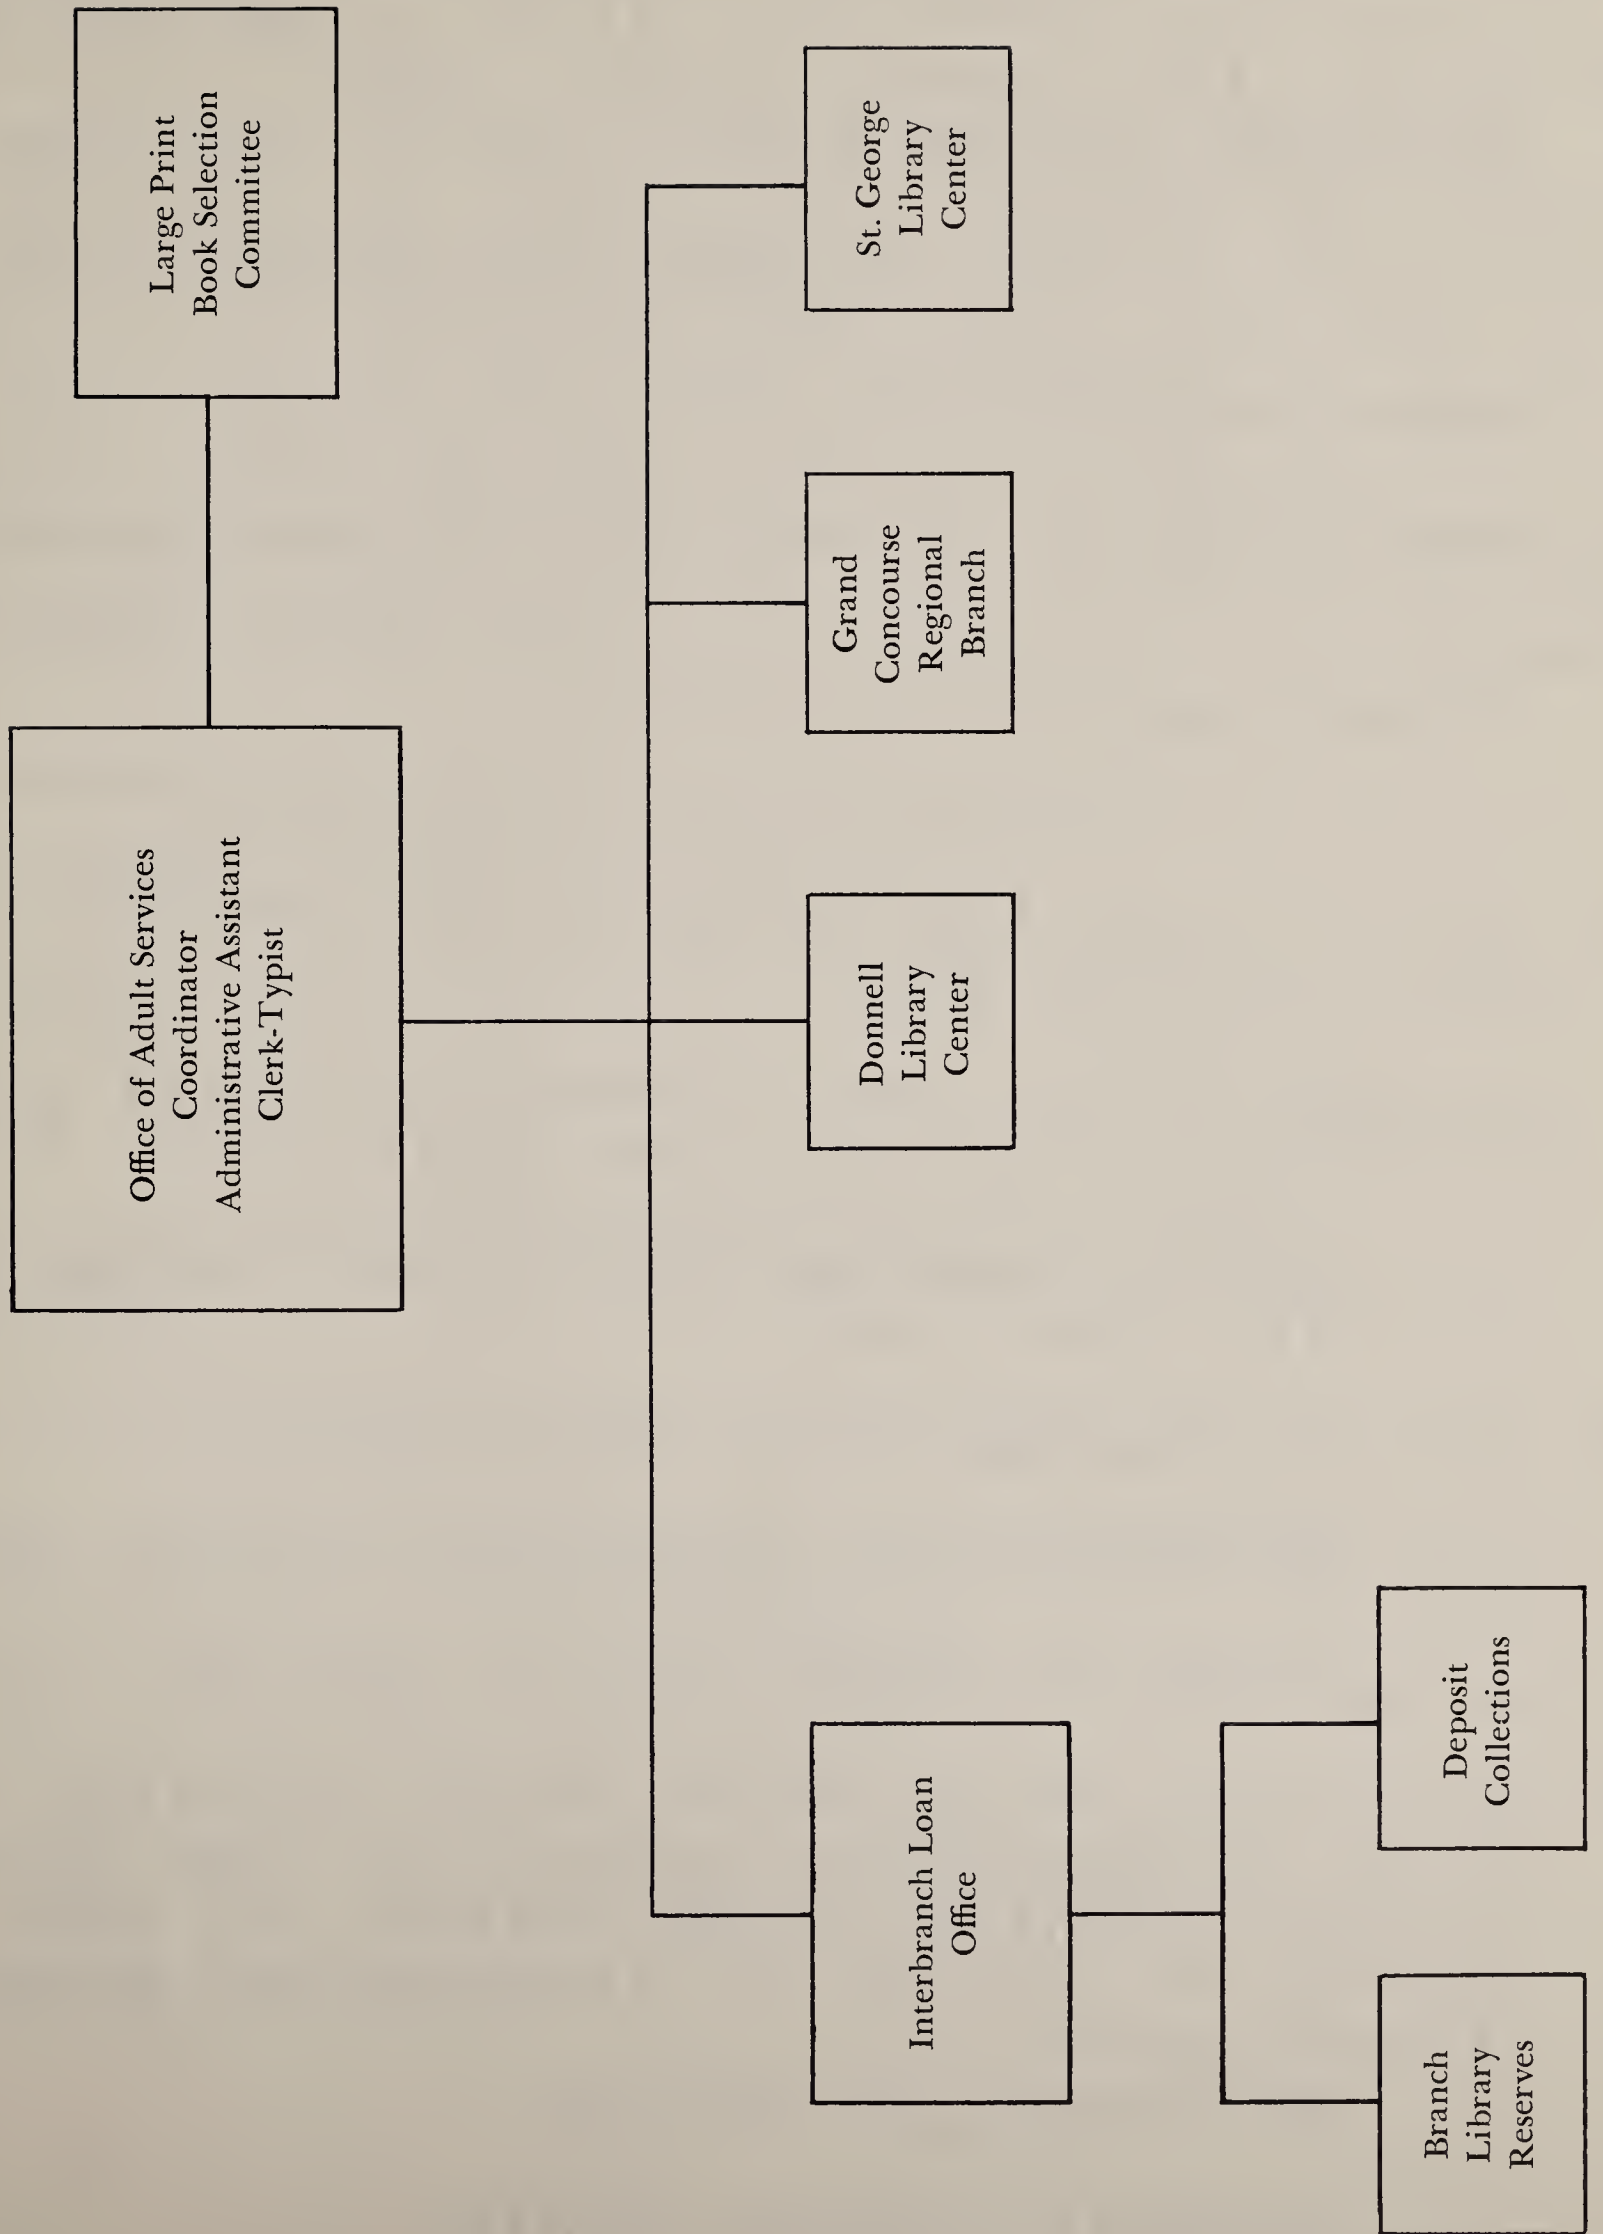 Office of Adult Services
Coordinator
Administrative Assistant
Clerk-Typist
Large Print
Book Selection
Committee
Interbranch Loan
Office
Donnell
Library
Center
Grand
Concourse
Regional
Branch
St. George
Library
Center
Branch
Library
Reserves
Deposit
Collections